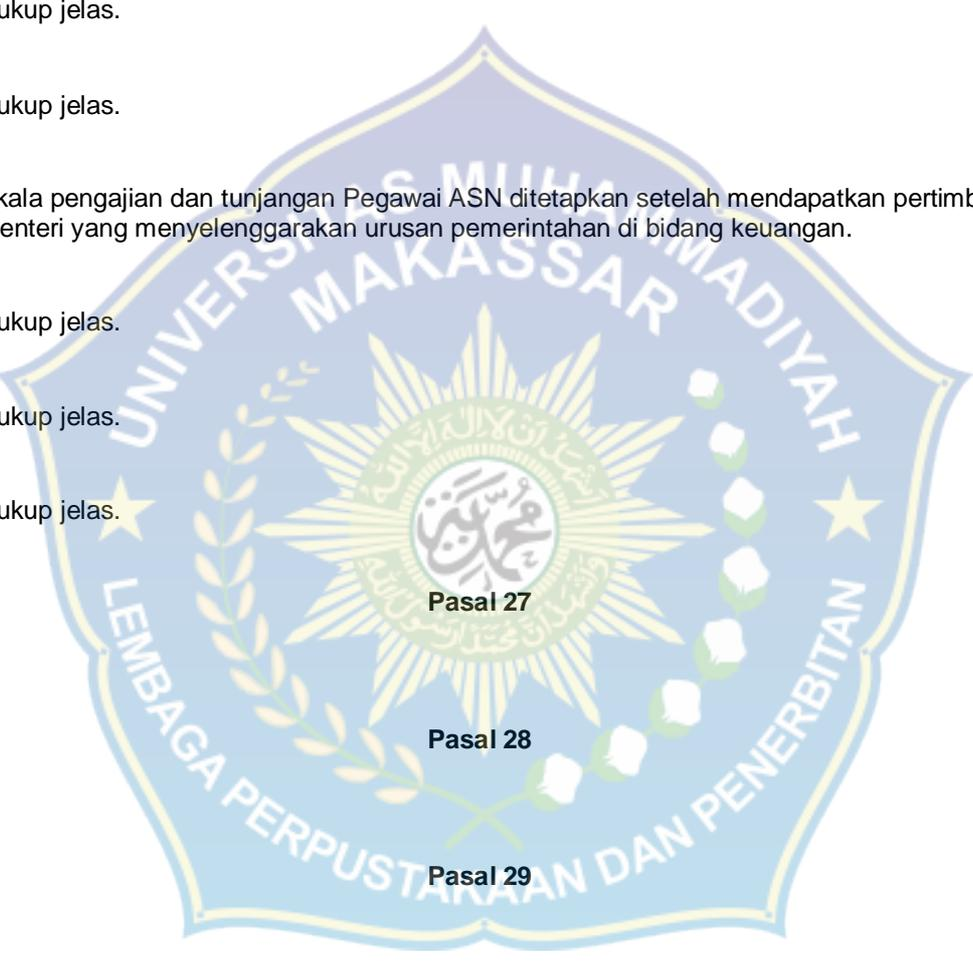 ukup jelas.
ukup jelas.
kala pengajian dan tunjangan Pegawai ASN ditetapkan setelah mendapatkan pertimb
enteri yang menyelenggarakan urusan pemerintahan di bidang keuangan.
ukup jelas.
ukup jelas.
ukup jelas.
Pasal 27
Pasal 28
Pasal 29
UNIVERSITAS MUHAMMADIYAH
MAKASSAR
LEMBAGA PERPUSTAKAAN DAN PENERBITAN
محمد